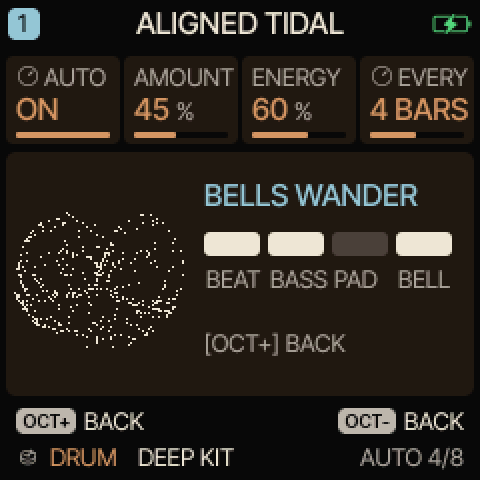 1 ALIGNED TIDAL
AUTO AMOUNT ENERGY EVERY
ON 45 % 60 % 4 BARS
BELLS WANDER
BEAT BASS PAD BELL
[OCT+] BACK
OCT+ BACK OCT- BACK
DRUM DEEP KIT AUTO 4/8